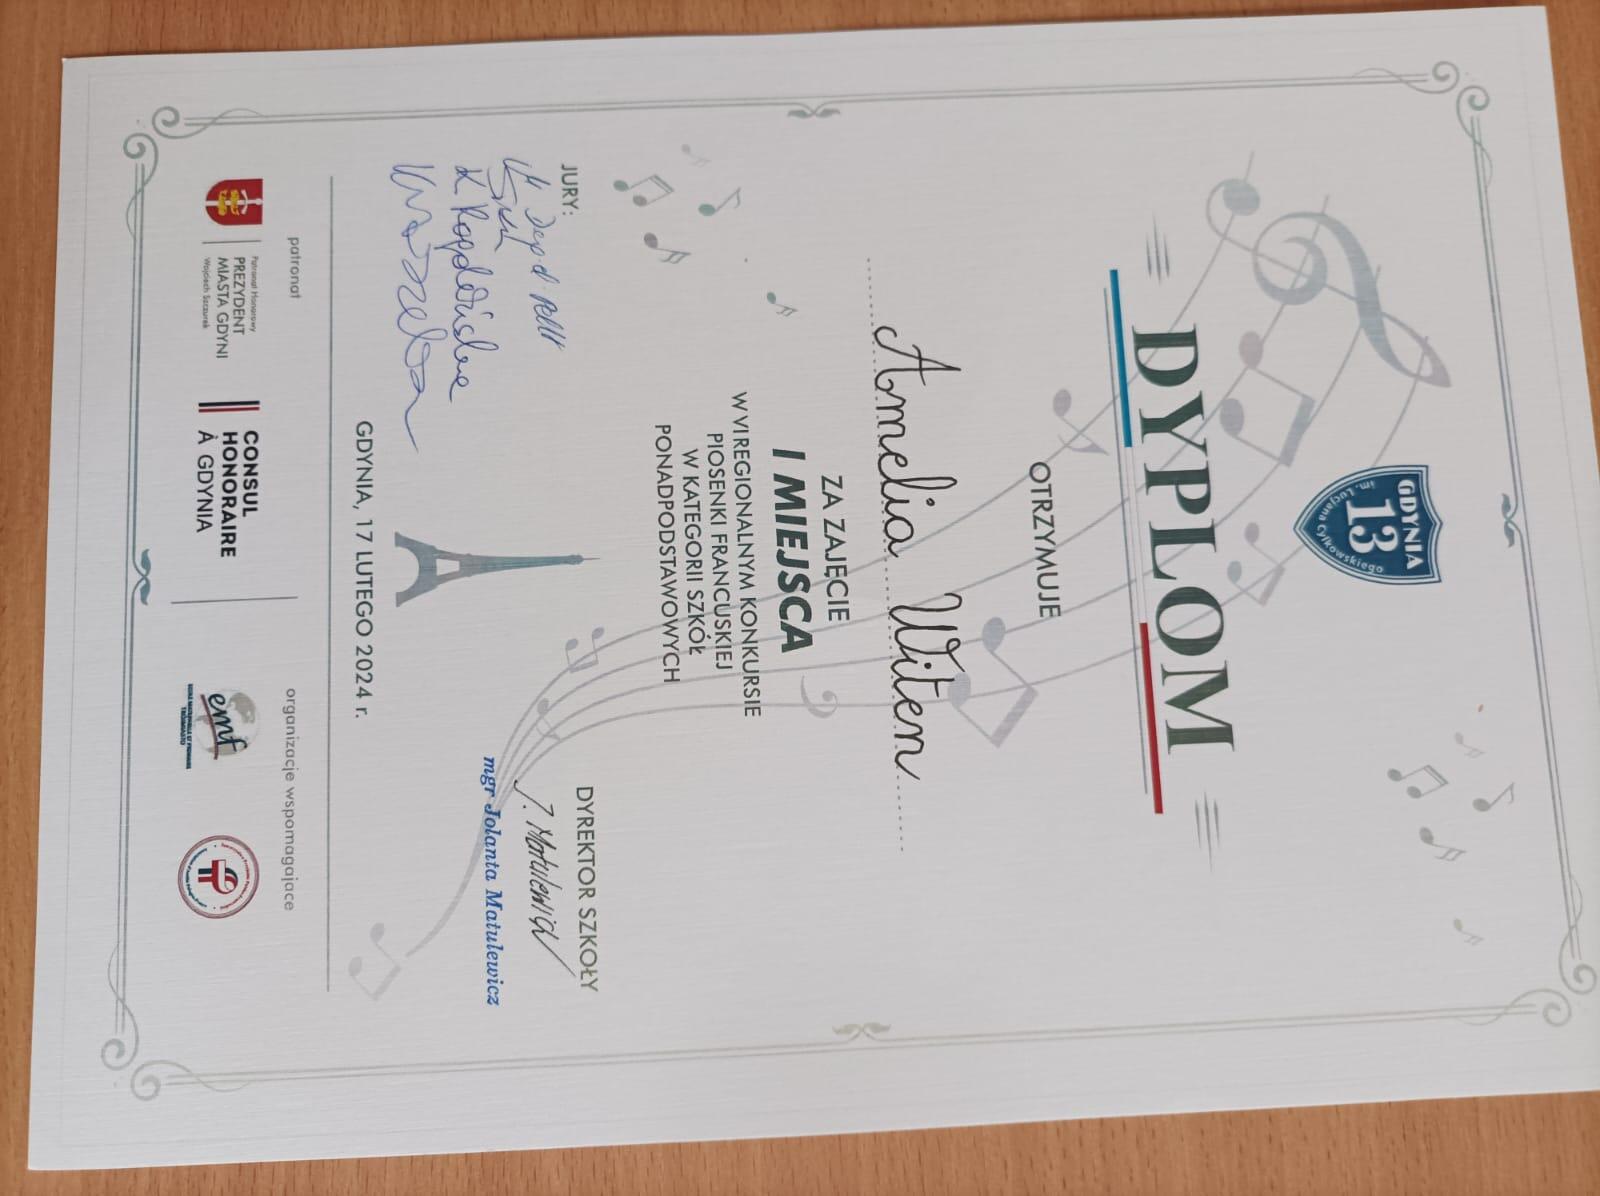 GDYNIA
13
im. Lucjana Cylkowskiego
DYPLOM
OTRZYMUJE
Amelia Witen
ZA ZAJĘCIE
I MIEJSCA
W VI REGIONALNYM KONKURSIE
PIOSENKI FRANCUSKIEJ
W KATEGORII SZKÓŁ
PONADPODSTAWOWYCH
JURY:
DYREKTOR SZKOŁY
J. Matulewicz
mgr Jolanta Matulewicz
GDYNIA, 17 LUTEGO 2024 r.
patronat
organizacje wspomagające
Patronat Honorowy
PREZYDENT
MIASTA GDYNI
Wojciech Szczurek
CONSUL
HONORAIRE
À GDYNIA
emf